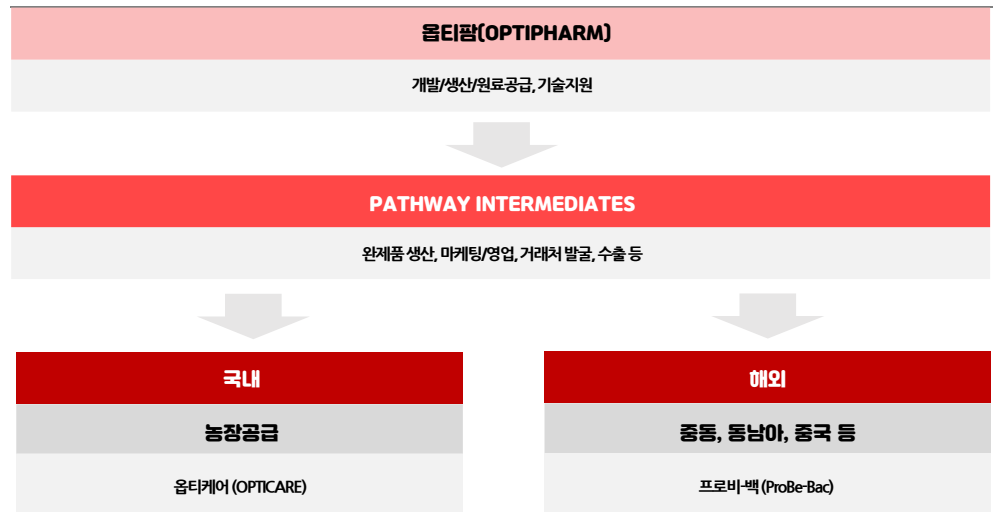 옵티팜(OPTIPHARM)
개발/생산/원료공급, 기술지원
PATHWAY INTERMEDIATES
완제품 생산, 마케팅/영업, 거래처 발굴, 수출 등
국내
해외
농장공급
중동, 동남아, 중국 등
옵티케어 (OPTICARE)
프로비-백 (ProBe-Bac)